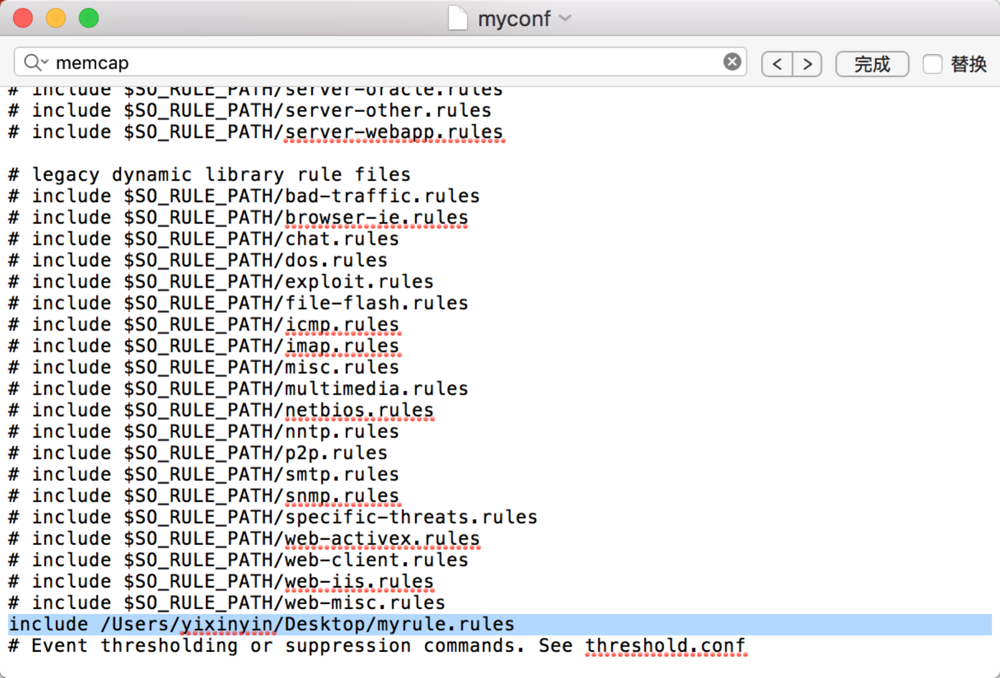 myconf
memcap
< >
完成
替换
# include $SO_RULE_PATH/server-oracle.rules
# include $SO_RULE_PATH/server-other.rules
# include $SO_RULE_PATH/server-webapp.rules
# legacy dynamic library rule files
# include $SO_RULE_PATH/bad-traffic.rules
# include $SO_RULE_PATH/browser-ie.rules
# include $SO_RULE_PATH/chat.rules
# include $SO_RULE_PATH/dos.rules
# include $SO_RULE_PATH/exploit.rules
# include $SO_RULE_PATH/file-flash.rules
# include $SO_RULE_PATH/icmp.rules
# include $SO_RULE_PATH/imap.rules
# include $SO_RULE_PATH/misc.rules
# include $SO_RULE_PATH/multimedia.rules
# include $SO_RULE_PATH/netbios.rules
# include $SO_RULE_PATH/nntp.rules
# include $SO_RULE_PATH/p2p.rules
# include $SO_RULE_PATH/smtp.rules
# include $SO_RULE_PATH/snmp.rules
# include $SO_RULE_PATH/specific-threats.rules
# include $SO_RULE_PATH/web-activex.rules
# include $SO_RULE_PATH/web-client.rules
# include $SO_RULE_PATH/web-iis.rules
# include $SO_RULE_PATH/web-misc.rules
include /Users/yixinyin/Desktop/myrule.rules
# Event thresholding or suppression commands. See threshold.conf